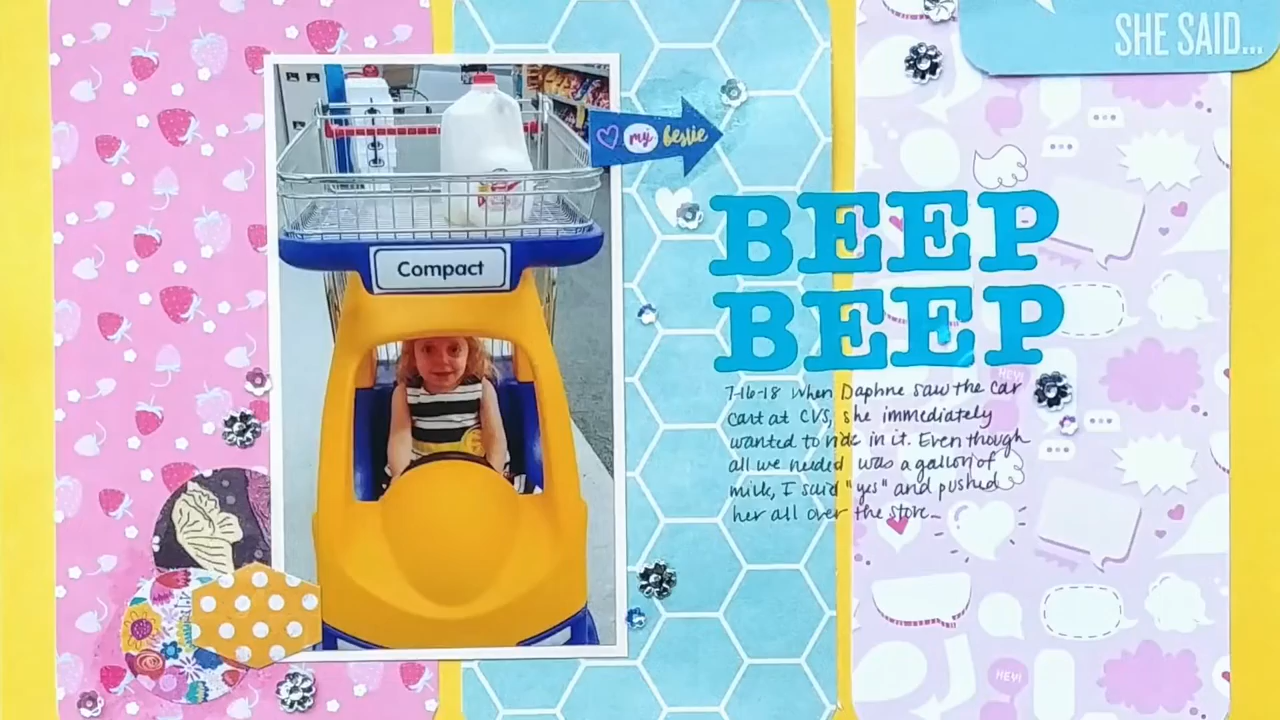 SHE SAID...
my bestie
Compact
BEEP
BEEP
7-16-18 When Daphne saw the car
cart at CVS, she immediately
wanted to ride in it. Even though
all we needed was a gallon of
milk, I said "yes" and pushed
her all over the store...
HEY!
HEY!